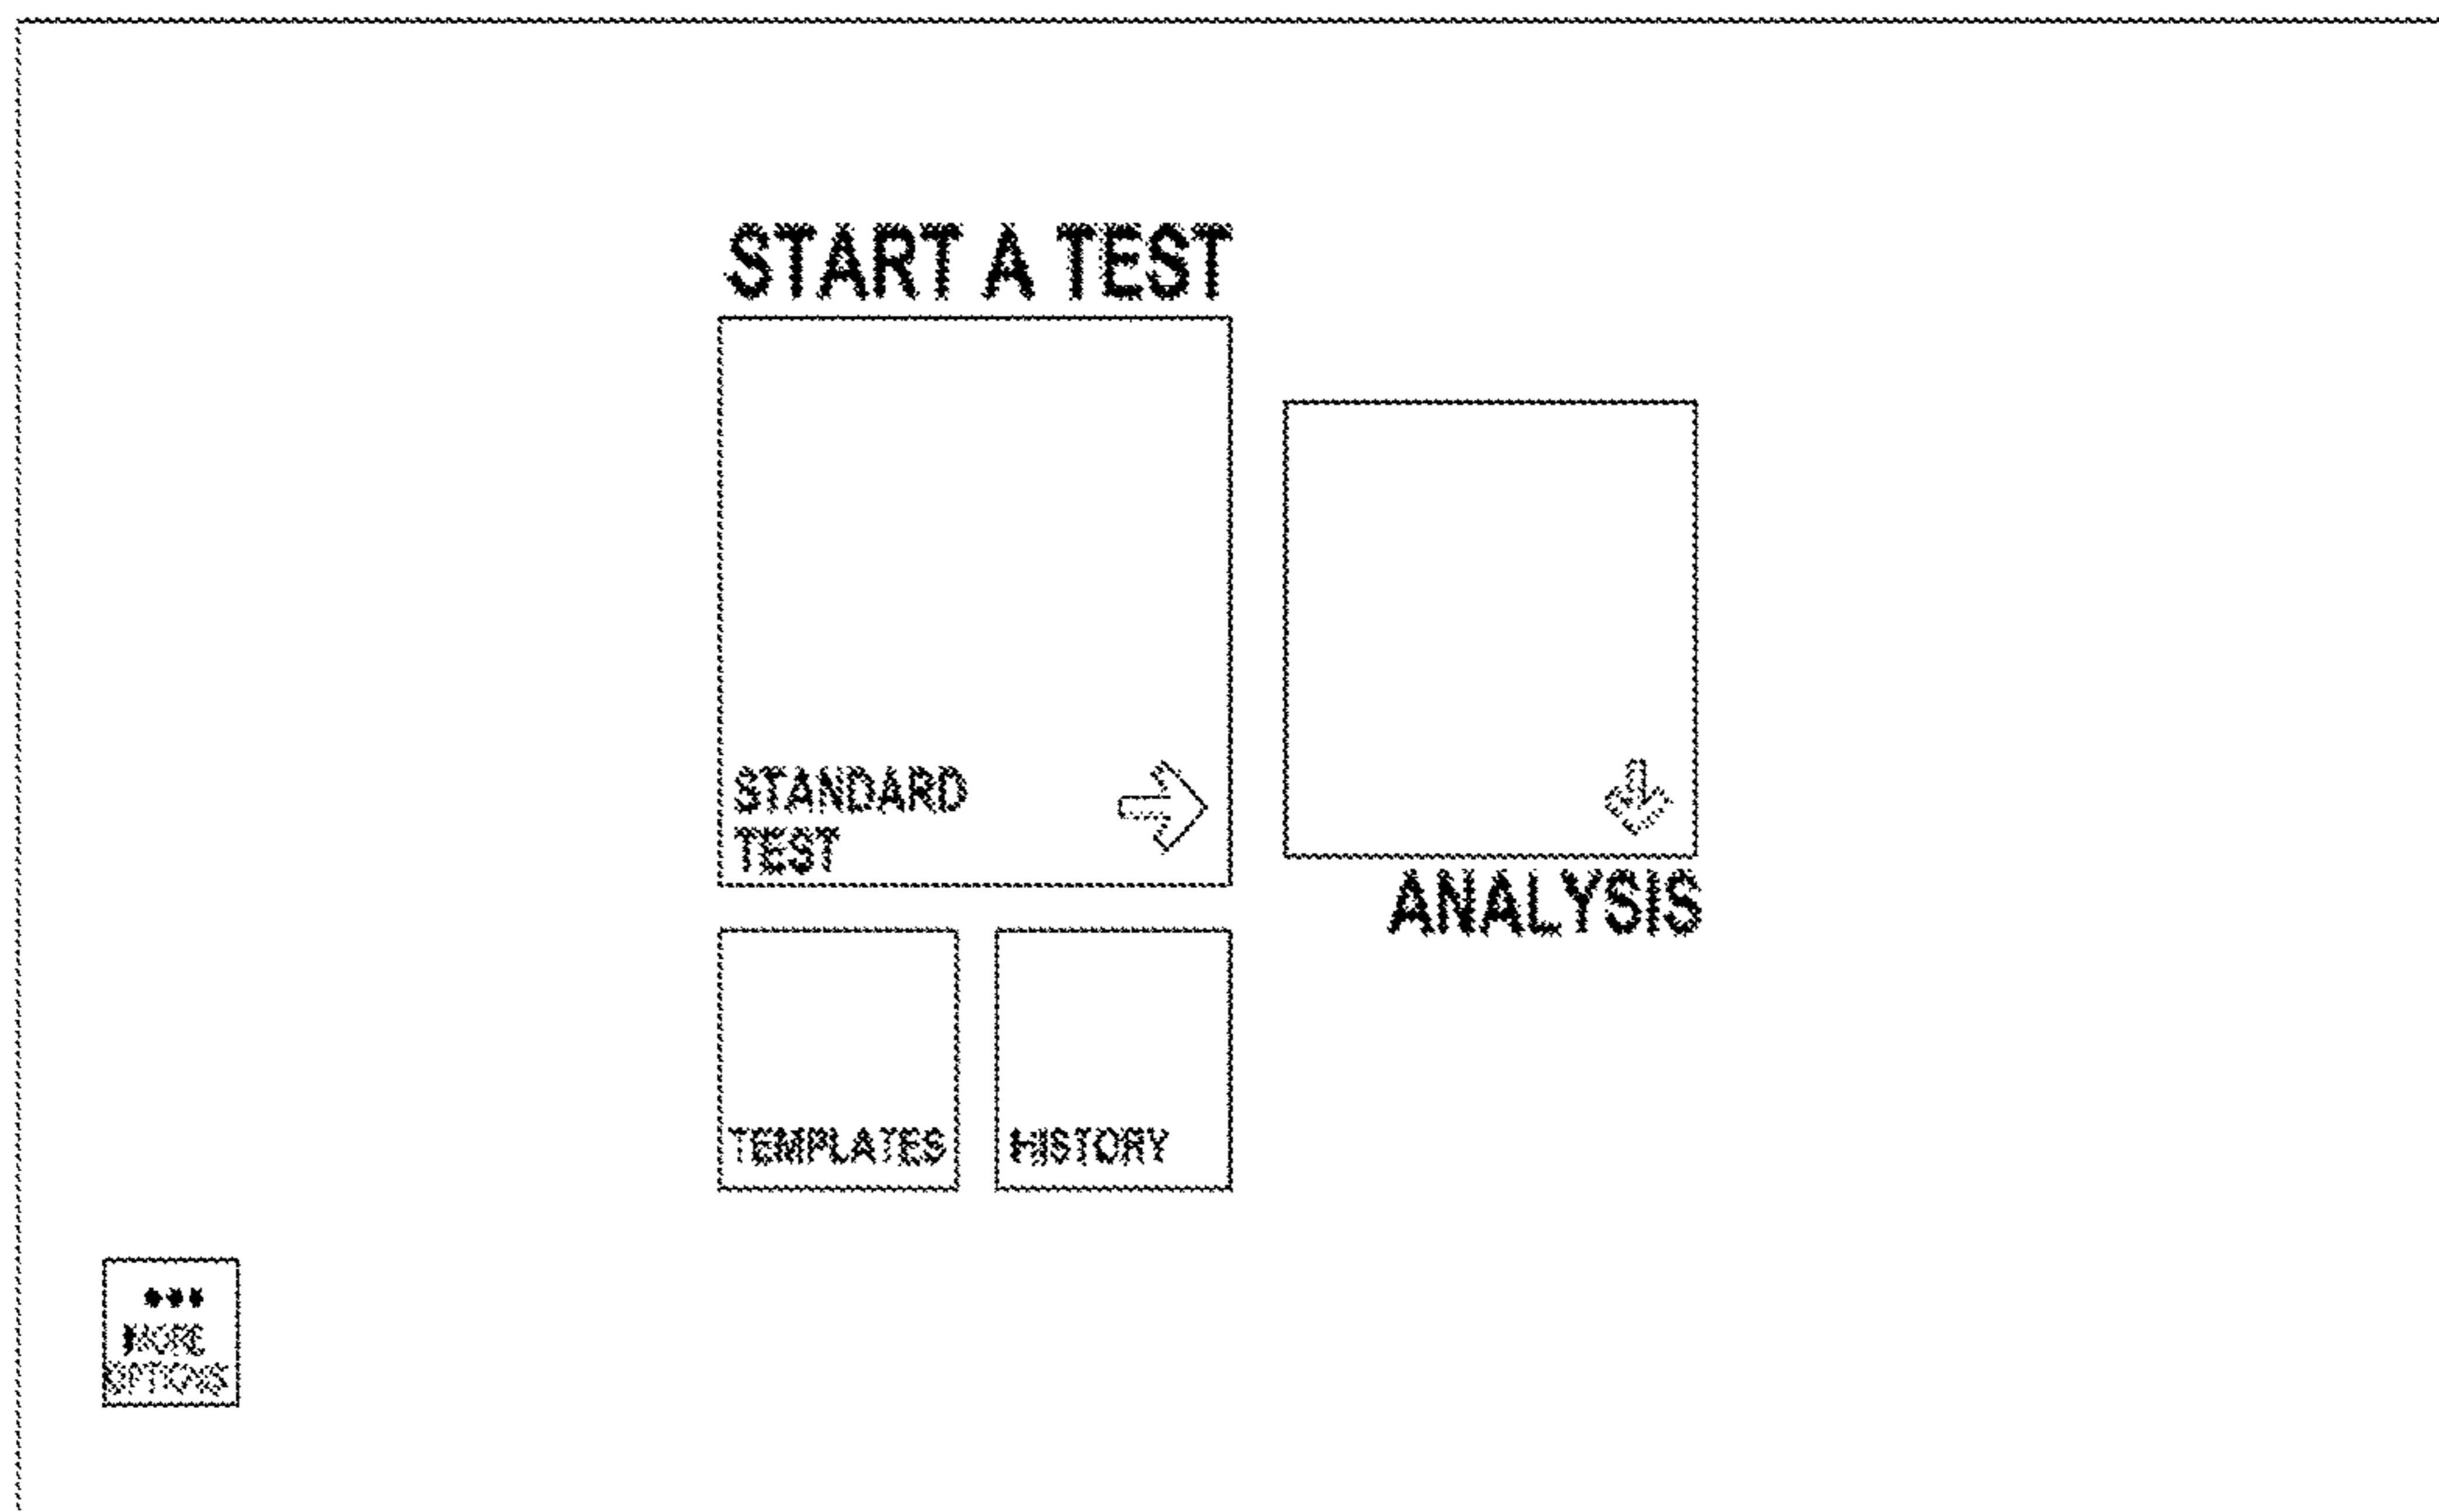 START A TEST
STANDARD
TEST
ANALYSIS
TEMPLATES
HISTORY
MORE
OPTIONS